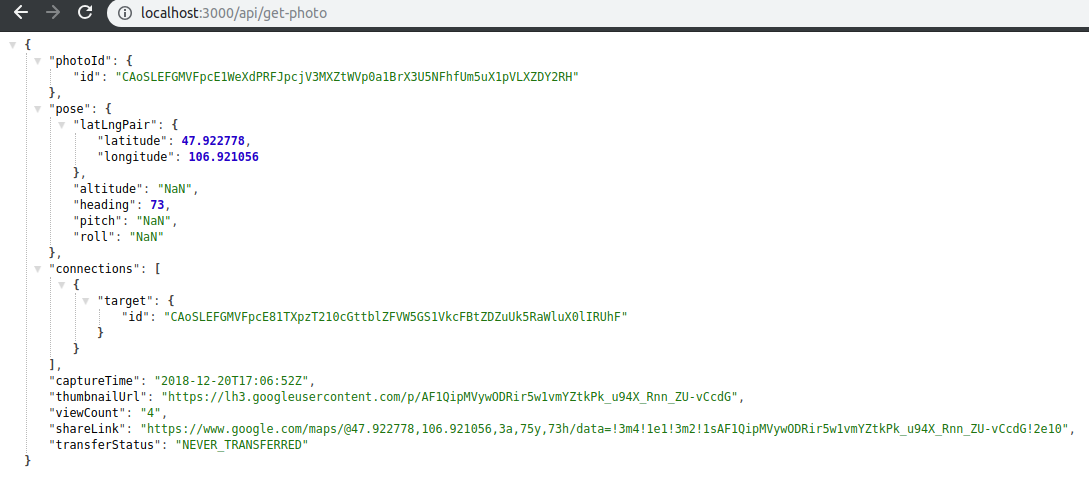 localhost:3000/api/get-photo
{
"photoId": {
"id": "CAoSLEFGMVFpcE1WeXdPRFJpcjV3MXZtWVp0a1BrX3U5NFhfUm5uX1pVLXZDY2RH"
},
"pose": {
"latLngPair": {
"latitude": 47.922778,
"longitude": 106.921056
},
"altitude": "NaN",
"heading": 73,
"pitch": "NaN",
"roll": "NaN"
},
"connections": [
{
"target": {
"id": "CAoSLEFGMVFpcE81TXpzT210cGttblZFVW5GS1VkcFBtZDZuUk5RaWluX0lIRUhF"
}
}
],
"captureTime": "2018-12-20T17:06:52Z",
"thumbnailUrl": "https://lh3.googleusercontent.com/p/AF1QipMVywODRir5w1vmYZtkPk_u94X_Rnn_ZU-vCcdG",
"viewCount": "4",
"shareLink": "https://www.google.com/maps/@47.922778,106.921056,3a,75y,73h/data=!3m4!1e1!3m2!1sAF1QipMVywODRir5w1vmYZtkPk_u94X_Rnn_ZU-vCcdG!2e10",
"transferStatus": "NEVER_TRANSFERRED"
}